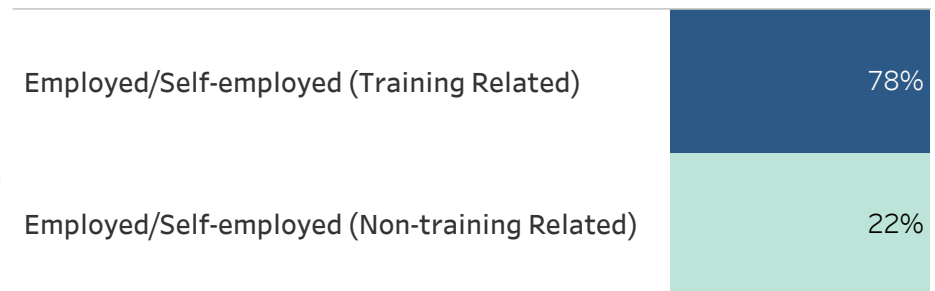 Employed/Self-employed (Training Related) 78%
Employed/Self-employed (Non-training Related) 22%